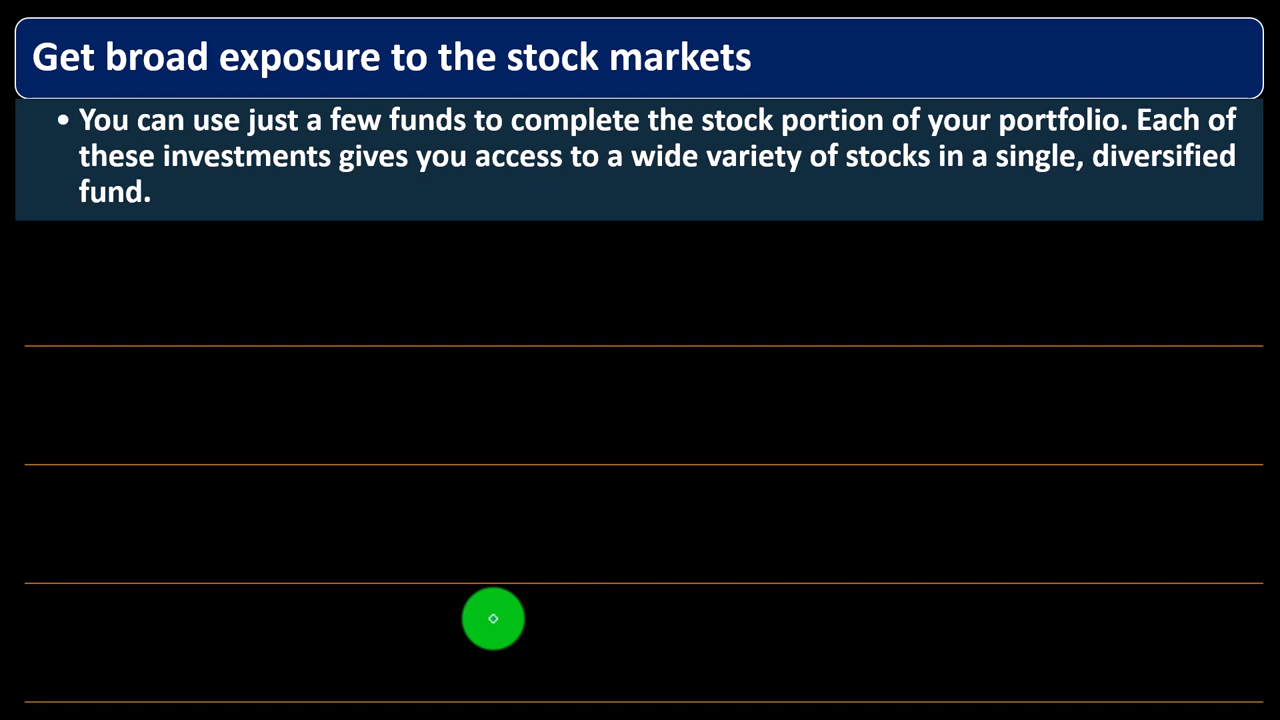 Get broad exposure to the stock markets
• You can use just a few funds to complete the stock portion of your portfolio. Each of
these investments gives you access to a wide variety of stocks in a single, diversified
fund.